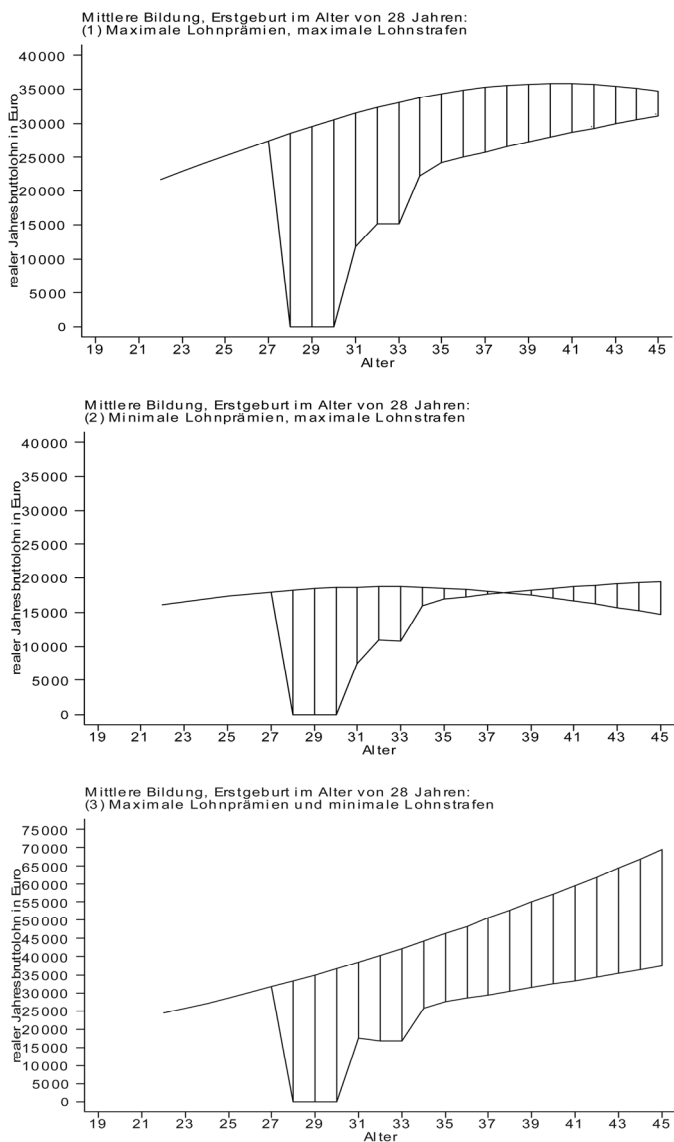 Mittlere Bildung, Erstgeburt im Alter von 28 Jahren:
(1) Maximale Lohnprämien, maximale Lohnstrafen
realer Jahresbruttolohn in Euro
40000
35000
30000
25000
20000
15000
10000
5000
0
19 21 23 25 27 29 31 33 35 37 39 41 43 45
Alter
Mittlere Bildung, Erstgeburt im Alter von 28 Jahren:
(2) Minimale Lohnprämien, maximale Lohnstrafen
realer Jahresbruttolohn in Euro
40000
35000
30000
25000
20000
15000
10000
5000
0
19 21 23 25 27 29 31 33 35 37 39 41 43 45
Alter
Mittlere Bildung, Erstgeburt im Alter von 28 Jahren:
(3) Maximale Lohnprämien und minimale Lohnstrafen
realer Jahresbruttolohn in Euro
75000
70000
65000
60000
55000
50000
45000
40000
35000
30000
25000
20000
15000
10000
5000
0
19 21 23 25 27 29 31 33 35 37 39 41 43 45
Alter